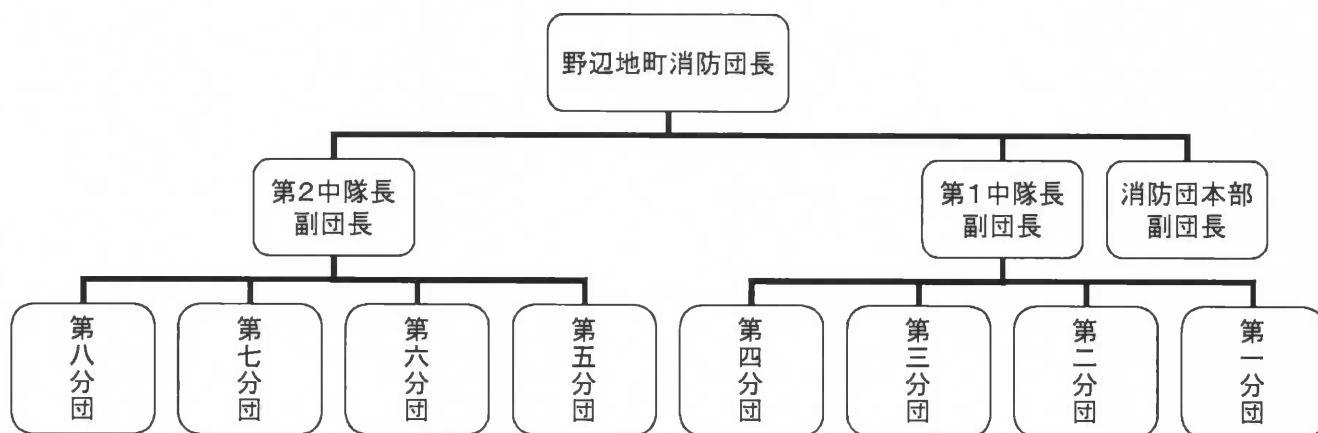 野辺地町消防団長
第2中隊長
副団長
第1中隊長
副団長
消防団本部
副団長
第八分団
第七分団
第六分団
第五分団
第四分団
第三分団
第二分団
第一分団